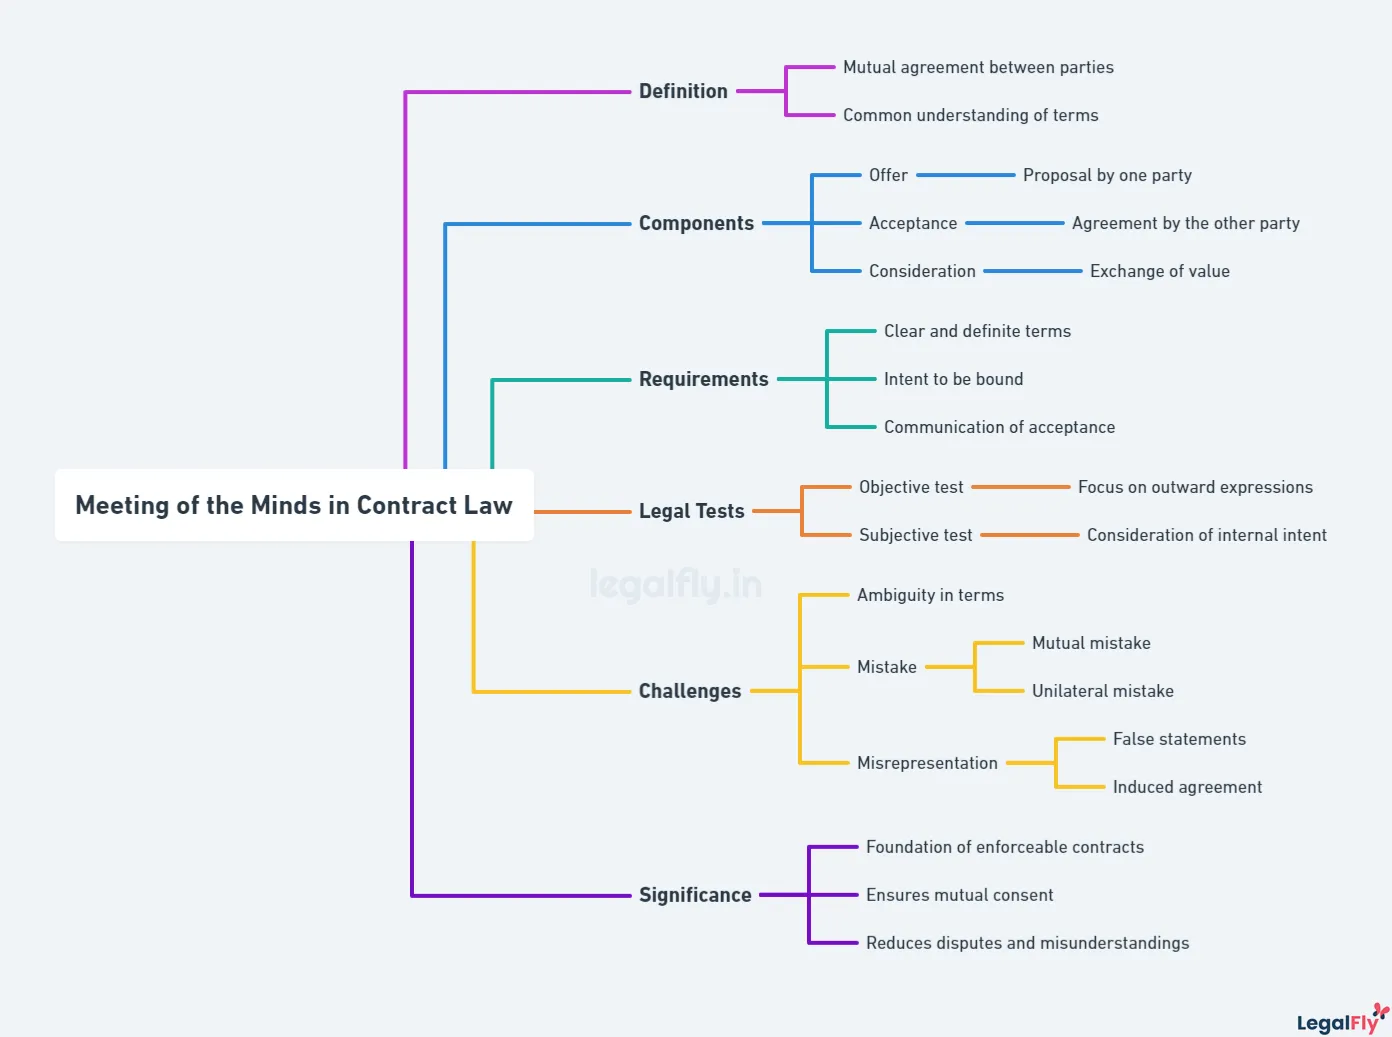 Meeting of the Minds in Contract Law
Definition
Mutual agreement between parties
Common understanding of terms
Components
Offer
Proposal by one party
Acceptance
Agreement by the other party
Consideration
Exchange of value
Requirements
Clear and definite terms
Intent to be bound
Communication of acceptance
Legal Tests
Objective test
Focus on outward expressions
Subjective test
Consideration of internal intent
legalfly.in
Challenges
Ambiguity in terms
Mistake
Mutual mistake
Unilateral mistake
Misrepresentation
False statements
Induced agreement
Significance
Foundation of enforceable contracts
Ensures mutual consent
Reduces disputes and misunderstandings
LegalFly